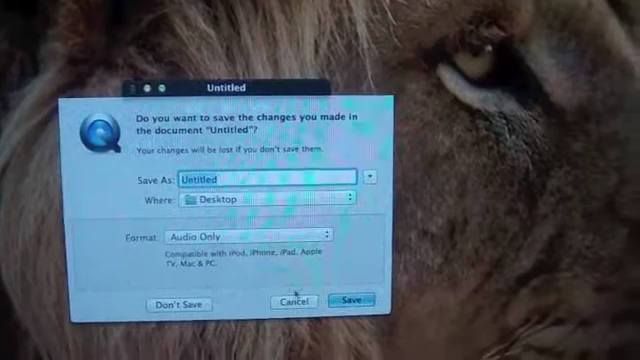 Untitled
Do you want to save the changes you made in
the document "Untitled"?
Your changes will be lost if you don't save them.
Save As: Untitled
Where: Desktop
Format: Audio Only
Compatible with iPod, iPhone, iPad, Apple
TV, Mac & PC.
Don't Save Cancel Save